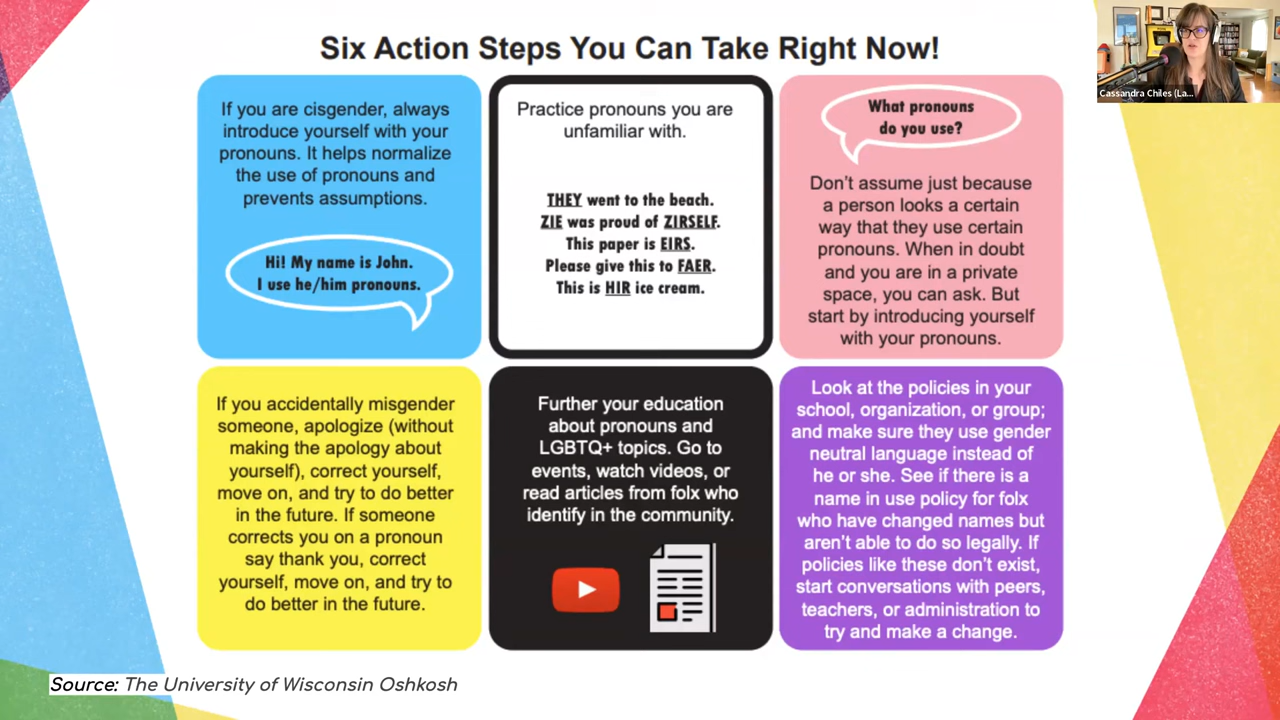 Six Action Steps You Can Take Right Now!
If you are cisgender, always
introduce yourself with your
pronouns. It helps normalize
the use of pronouns and
prevents assumptions.
Hi! My name is John.
I use he/him pronouns.
Practice pronouns you are
unfamiliar with.
THEY went to the beach.
ZIE was proud of ZIRSELF.
This paper is EIRS.
Please give this to FAER.
This is HIR ice cream.
What pronouns
do you use?
Don't assume just because
a person looks a certain
way that they use certain
pronouns. When in doubt
and you are in a private
space, you can ask. But
start by introducing yourself
with your pronouns.
If you accidentally misgender
someone, apologize (without
making the apology about
yourself), correct yourself,
move on, and try to do better
in the future. If someone
corrects you on a pronoun
say thank you, correct
yourself, move on, and try to
do better in the future.
Further your education
about pronouns and
LGBTQ+ topics. Go to
events, watch videos, or
read articles from folx who
identify in the community.
Look at the policies in your
school, organization, or group;
and make sure they use gender
neutral language instead of
he or she. See if there is a
name in use policy for folx
who have changed names but
aren't able to do so legally. If
policies like these don't exist,
start conversations with peers,
teachers, or administration to
try and make a change.
Source: The University of Wisconsin Oshkosh
Cassandra Chiles (La...